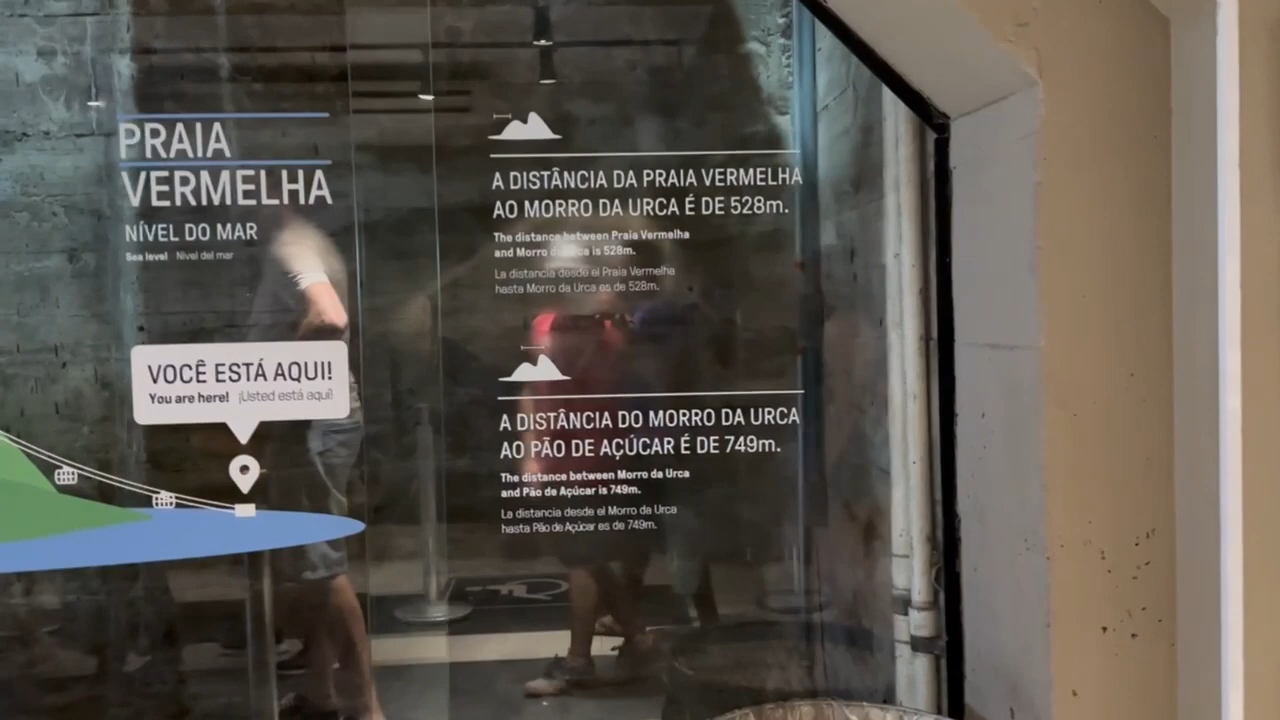 PRAIA
VERMELHA
NÍVEL DO MAR
Sea level Nivel del mar
VOCÊ ESTÁ AQUI!
You are here! ¡Usted está aquí!
A DISTÂNCIA DA PRAIA VERMELHA
AO MORRO DA URCA É DE 528m.
The distance between Praia Vermelha
and Morro da Urca is 528m.
La distancia desde el Praia Vermelha
hasta Morro da Urca es de 528m.
A DISTÂNCIA DO MORRO DA URCA
AO PÃO DE AÇÚCAR É DE 749m.
The distance between Morro da Urca
and Pão de Açúcar is 749m.
La distancia desde el Morro da Urca
hasta Pão de Açúcar es de 749m.